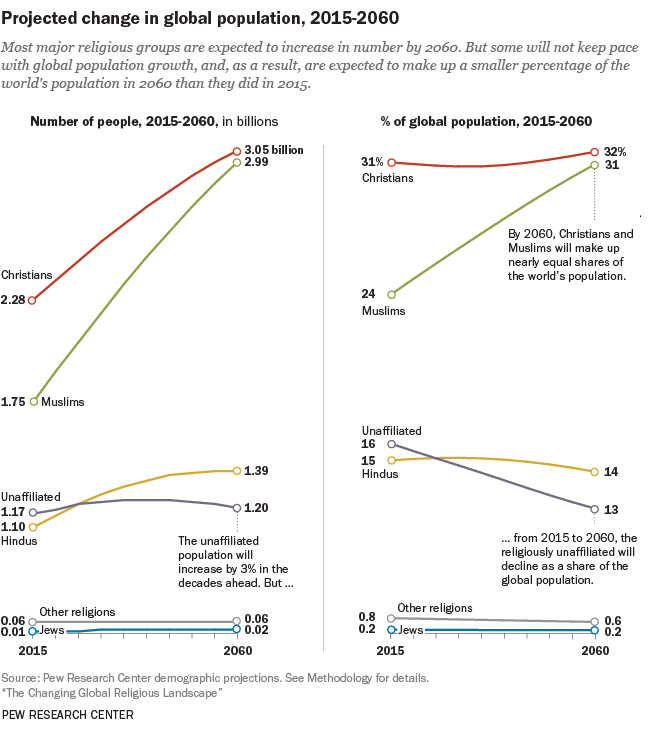 Projected change in global population, 2015-2060
Most major religious groups are expected to increase in number by 2060. But some will not keep pace
with global population growth, and, as a result, are expected to make up a smaller percentage of the
world's population in 2060 than they did in 2015.
Number of people, 2015-2060, in billions
3.05 billion
2.99
Christians
2.28
1.75
Muslims
1.39
Unaffiliated
1.17
1.20
1.10
Hindus
The unaffiliated
population will
increase by 3% in the
decades ahead. But ...
Other religions
0.06
0.06
0.01
Jews
0.02
2015
2060
% of global population, 2015-2060
31%
32%
Christians
31
By 2060, Christians and
Muslims will make up
nearly equal shares of
the world's population.
24
Muslims
Unaffiliated
16
15
Hindus
14
13
... from 2015 to 2060, the
religiously unaffiliated will
decline as a share of the
global population.
Other religions
0.8
0.6
0.2
Jews
0.2
2015
2060
Source: Pew Research Center demographic projections. See Methodology for details.
“The Changing Global Religious Landscape”
PEW RESEARCH CENTER